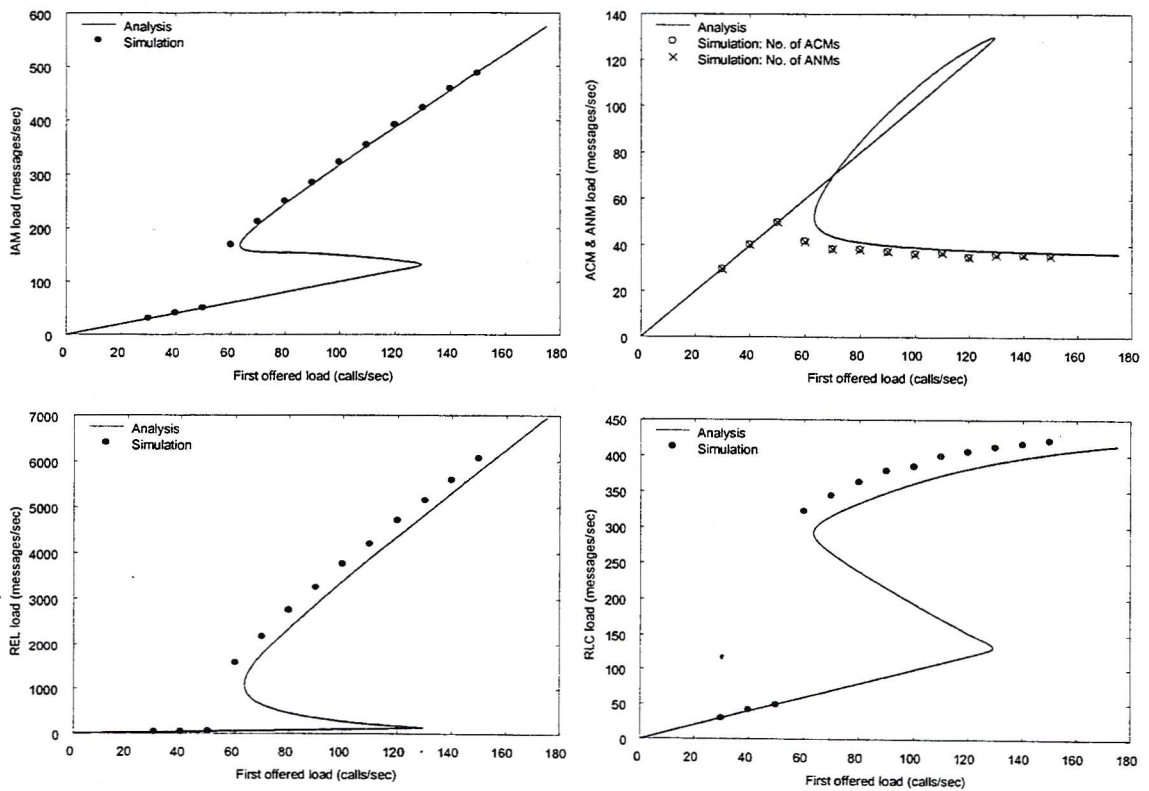 600
500
400
300
200
100
0
IAM load (messages/sec)
Analysis
Simulation
0 20 40 60 80 100 120 140 160 180
First offered load (calls/sec)
140
120
100
80
60
40
20
0
ACM & ANM load (messages/sec)
Analysis
Simulation: No. of ACMs
Simulation: No. of ANMs
0 20 40 60 80 100 120 140 160 180
First offered load (calls/sec)
7000
6000
5000
4000
3000
2000
1000
0
REL load (messages/sec)
Analysis
Simulation
0 20 40 60 80 100 120 140 160 180
First offered load (calls/sec)
450
400
350
300
250
200
150
100
50
0
RLC load (messages/sec)
Analysis
Simulation
0 20 40 60 80 100 120 140 160 180
First offered load (calls/sec)